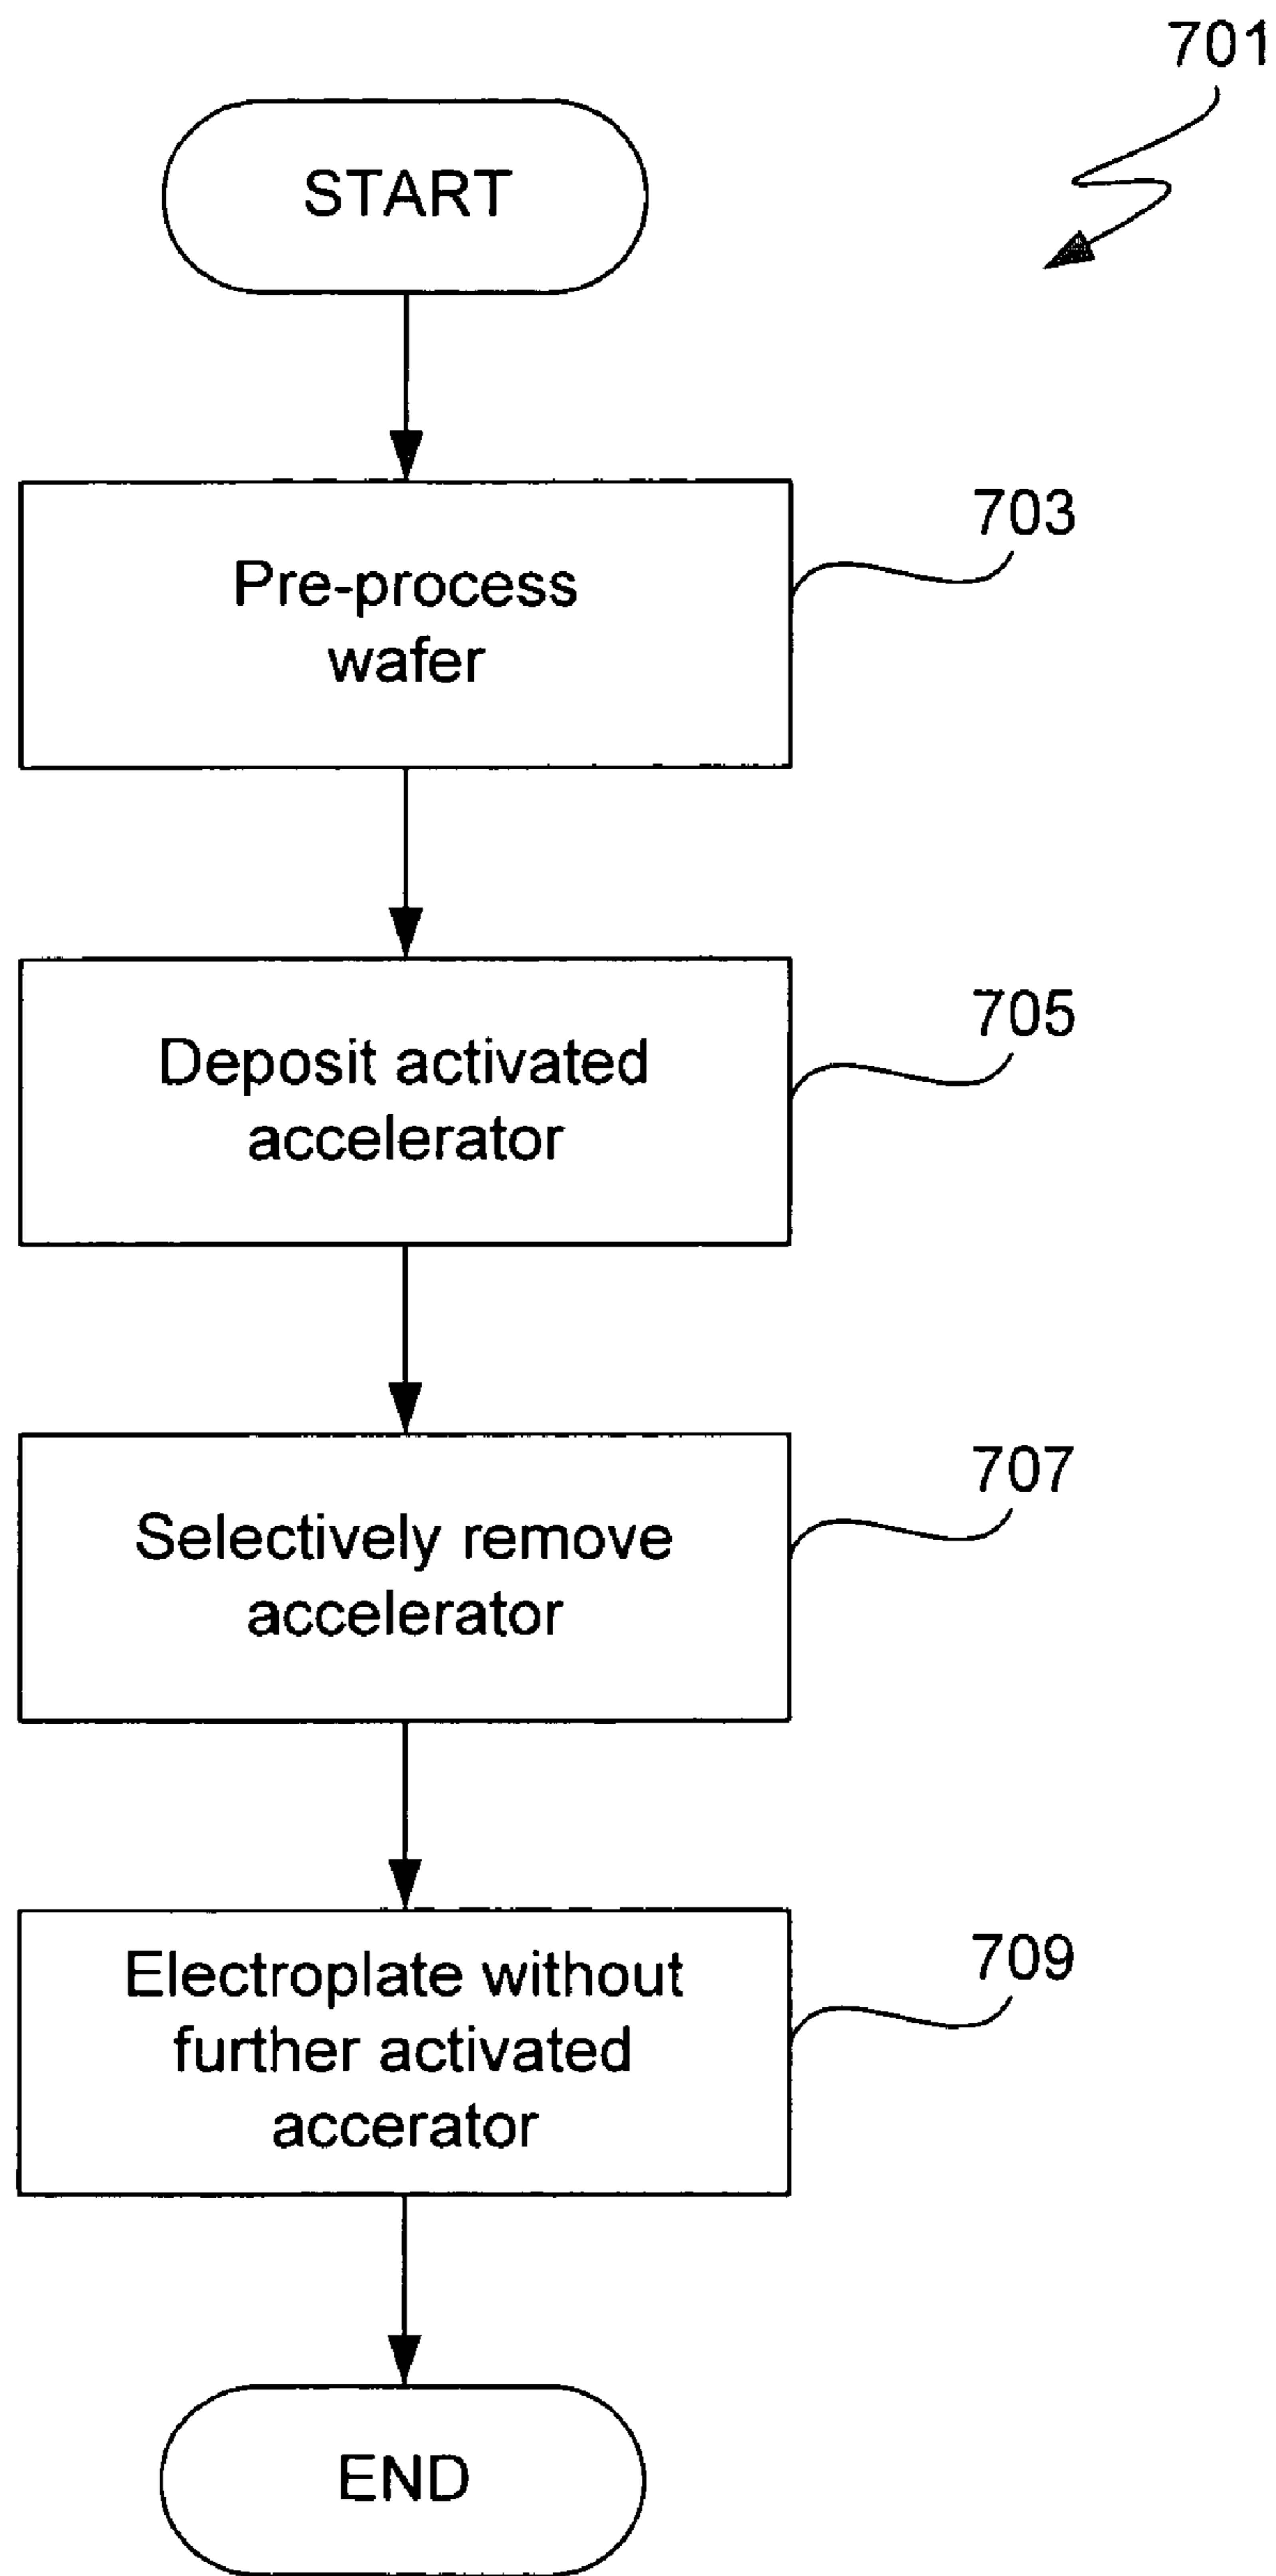 701
START
703
Pre-process
wafer
705
Deposit activated
accelerator
707
Selectively remove
accelerator
709
Electroplate without
further activated
accerator
END